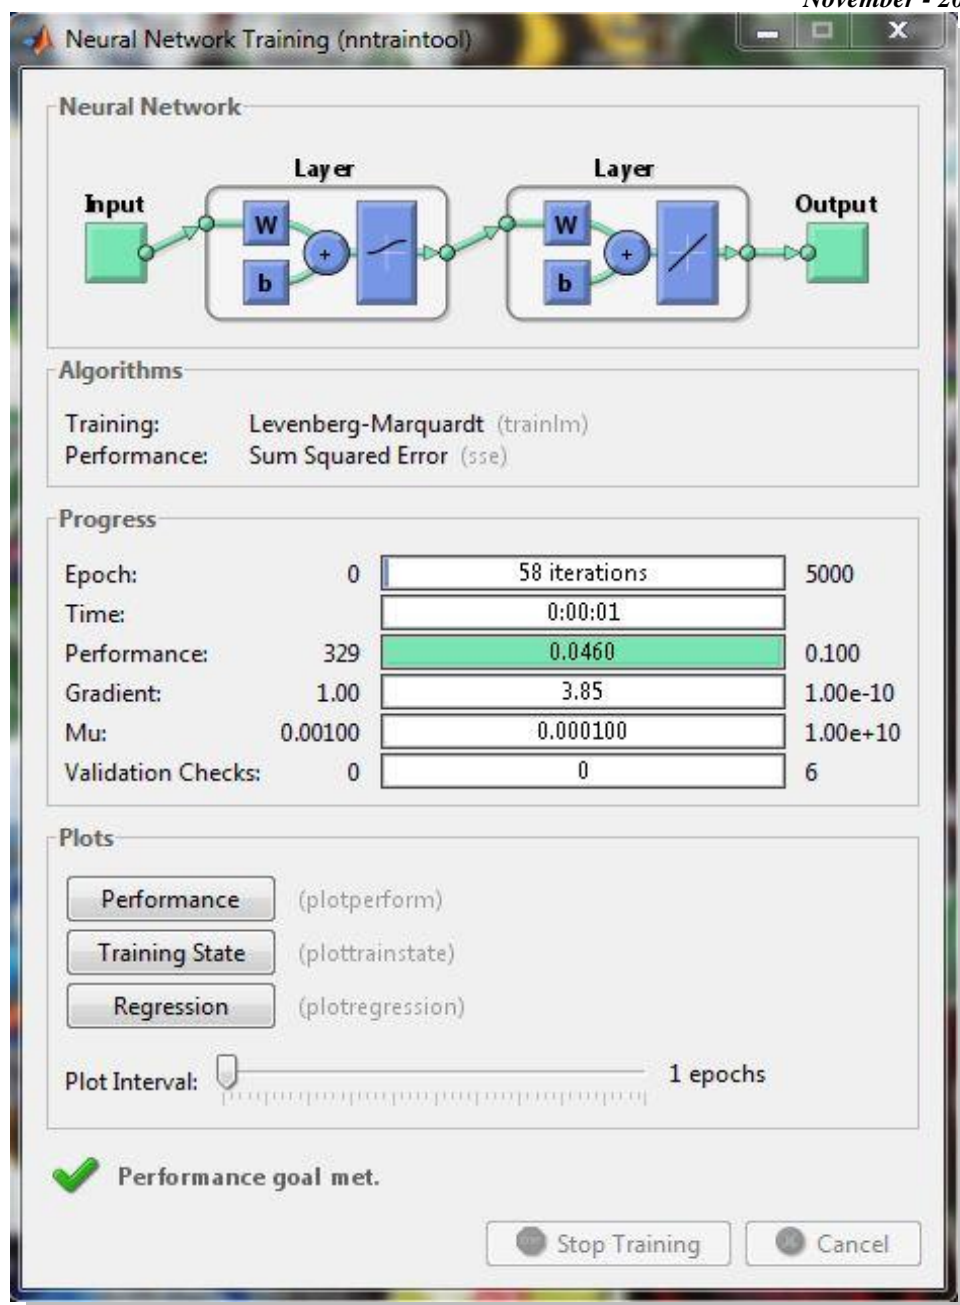 November - 20
Neural Network Training (nntraintool)
Neural Network
Layer Layer
Input Output
W W
+ +
b b
Algorithms
Training: Levenberg-Marquardt (trainlm)
Performance: Sum Squared Error (sse)
Progress
Epoch: 0 58 iterations 5000
Time: 0:00:01
Performance: 329 0.0460 0.100
Gradient: 1.00 3.85 1.00e-10
Mu: 0.00100 0.000100 1.00e+10
Validation Checks: 0 0 6
Plots
Performance (plotperform)
Training State (plottrainstate)
Regression (plotregression)
Plot Interval: 1 epochs
Performance goal met.
Stop Training Cancel